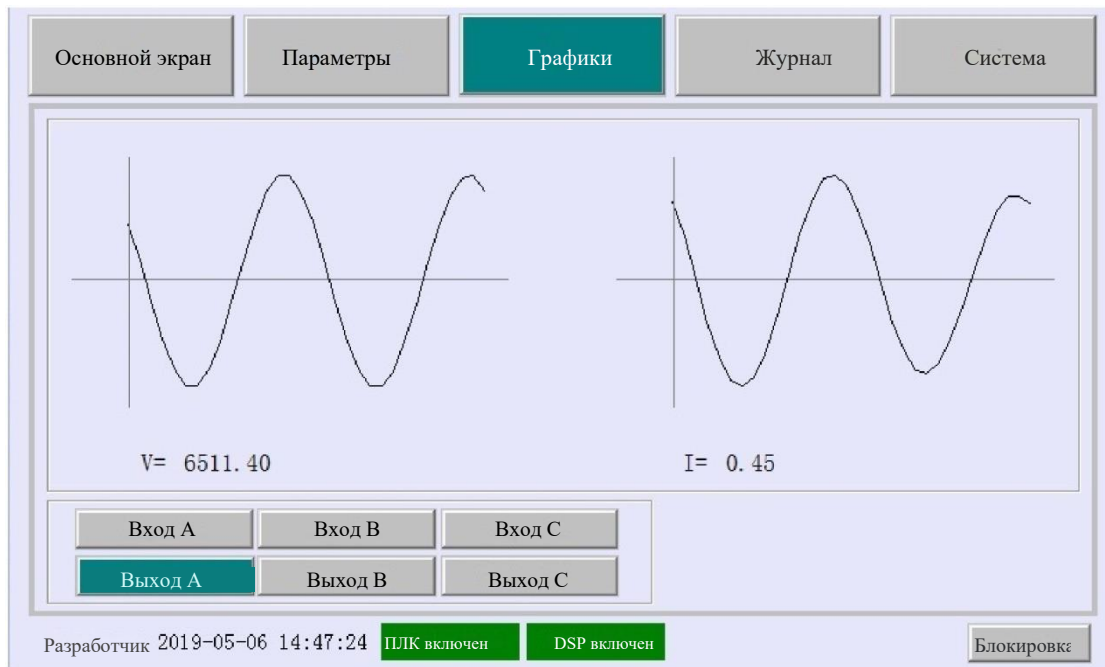 Основной экран Параметры Графики Журнал Система
V= 6511.40 I= 0.45
Вход A Вход B Вход C
Выход A Выход B Выход C
Разработчик 2019-05-06 14:47:24 ПЛК включен DSP включен Блокировка